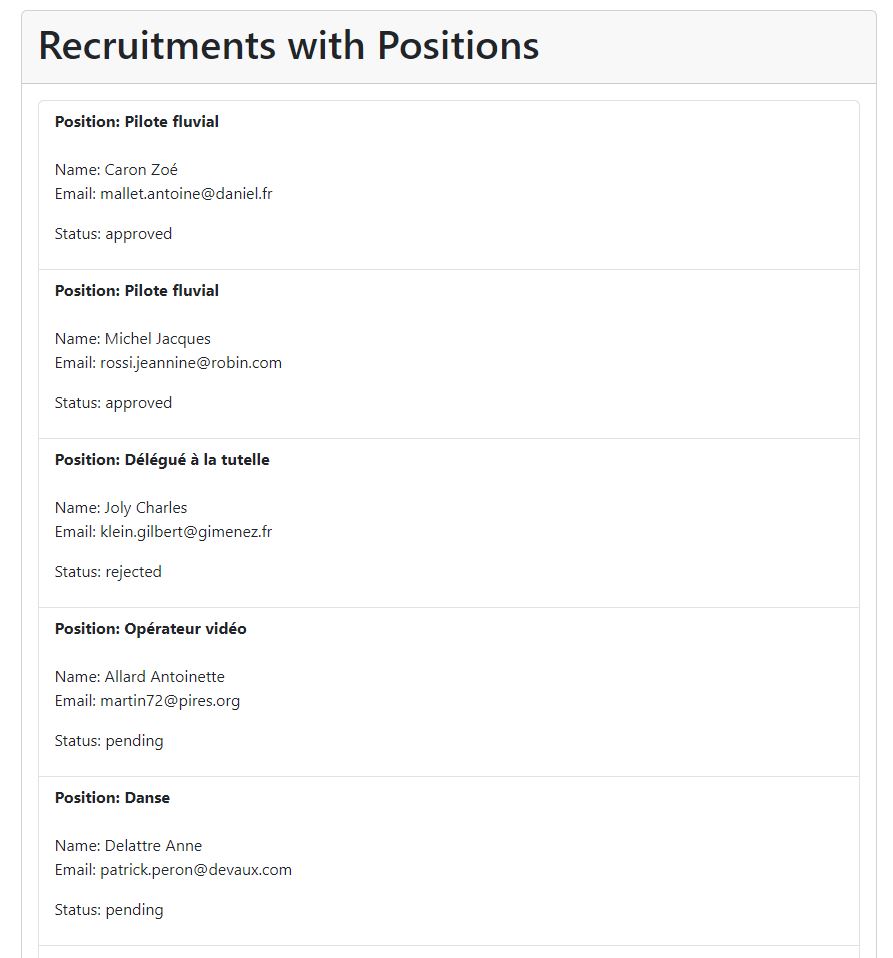 Recruitments with Positions
Position: Pilote fluvial
Name: Caron Zoé
Email: mallet.antoine@daniel.fr
Status: approved
Position: Pilote fluvial
Name: Michel Jacques
Email: rossi.jeannine@robin.com
Status: approved
Position: Délégué à la tutelle
Name: Joly Charles
Email: klein.gilbert@gimenez.fr
Status: rejected
Position: Opérateur vidéo
Name: Allard Antoinette
Email: martin72@pires.org
Status: pending
Position: Danse
Name: Delattre Anne
Email: patrick.peron@devaux.com
Status: pending